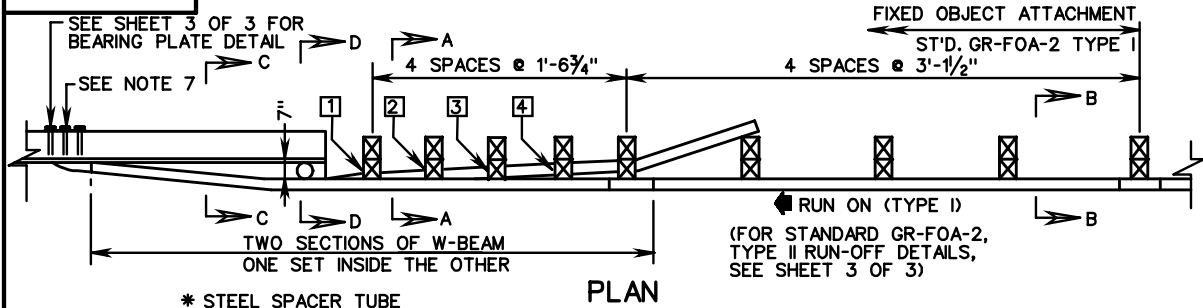 SEE SHEET 3 OF 3 FOR
BEARING PLATE DETAIL
SEE NOTE 7
C
D
A
FIXED OBJECT ATTACHMENT
ST'D. GR-FOA-2 TYPE I
4 SPACES @ 1'-6¾"
4 SPACES @ 3'-1½"
B
7"
1
2
3
4
C
D
A
B
RUN ON (TYPE I)
(FOR STANDARD GR-FOA-2,
TYPE II RUN-OFF DETAILS,
SEE SHEET 3 OF 3)
TWO SECTIONS OF W-BEAM
ONE SET INSIDE THE OTHER
* STEEL SPACER TUBE
PLAN